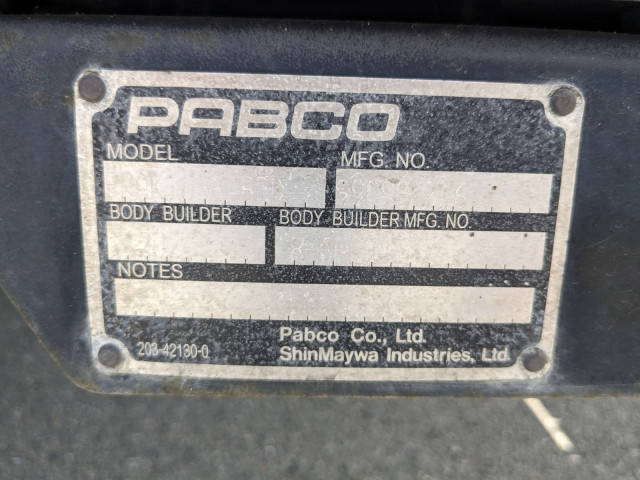 PABCO
MODEL MFG. NO.
BODY BUILDER BODY BUILDER MFG. NO.
NOTES
Pabco Co., Ltd.
203-42130-0 ShinMaywa Industries, Ltd.